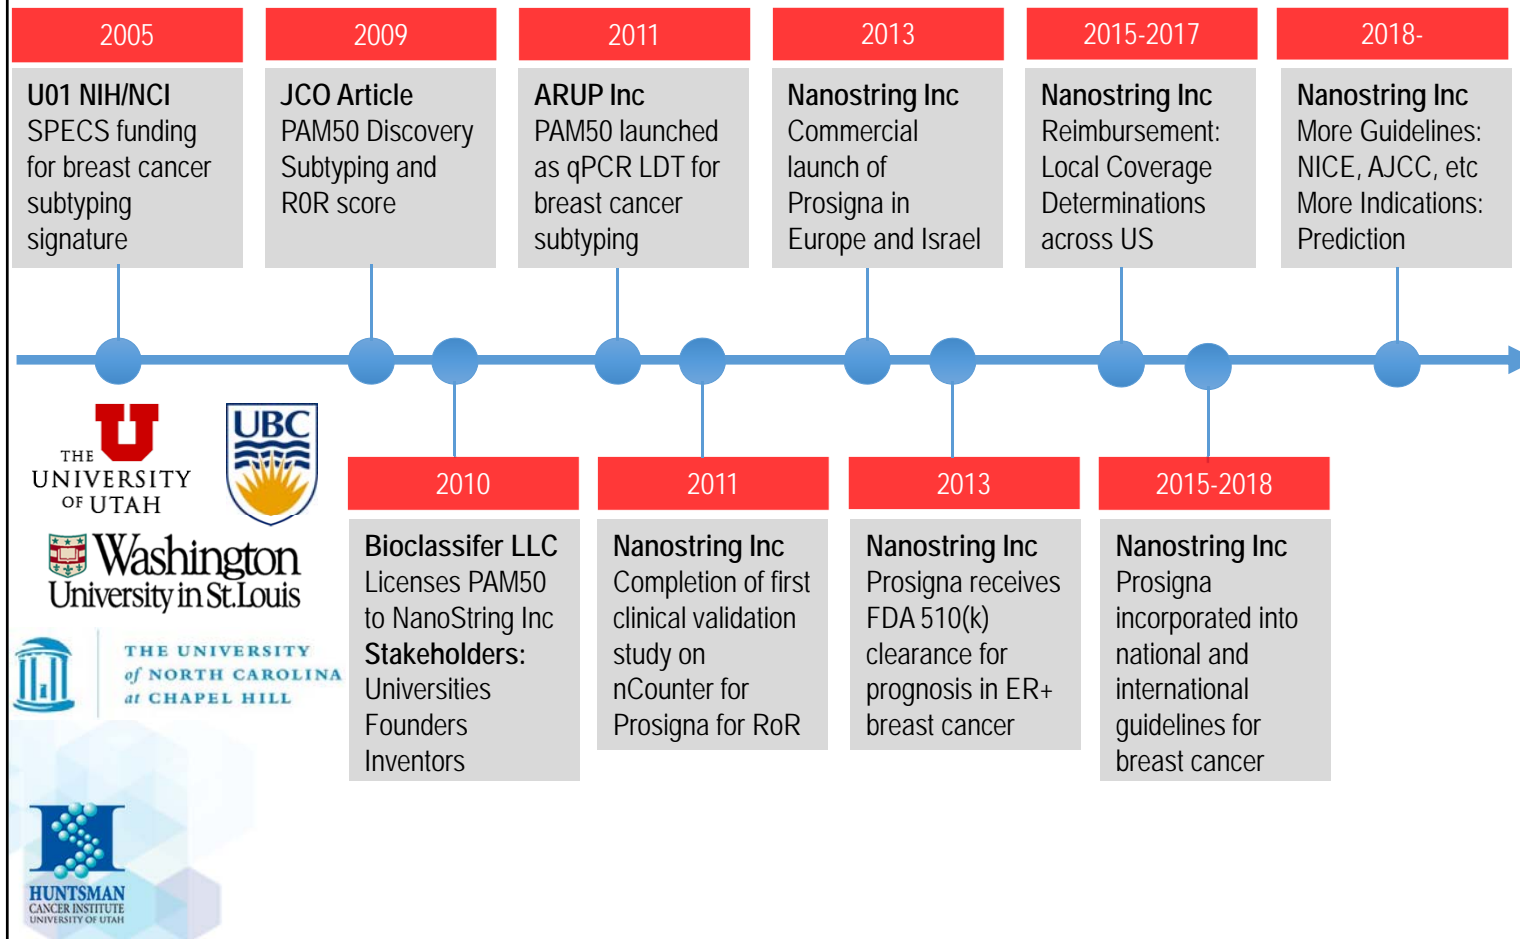 2005
U01 NIH/NCI
SPECS funding
for breast cancer
subtyping
signature
2009
JCO Article
PAM50 Discovery
Subtyping and
R0R score
2011
ARUP Inc
PAM50 launched
as qPCR LDT for
breast cancer
subtyping
2013
Nanostring Inc
Commercial
launch of
Prosigna in
Europe and Israel
2015-2017
Nanostring Inc
Reimbursement:
Local Coverage
Determinations
across US
2018-
Nanostring Inc
More Guidelines:
NICE, AJCC, etc
More Indications:
Prediction
THE
UNIVERSITY
OF UTAH
UBC
Washington
University in St.Louis
THE UNIVERSITY
of NORTH CAROLINA
at CHAPEL HILL
2010
Bioclassifer LLC
Licenses PAM50
to NanoString Inc
Stakeholders:
Universities
Founders
Inventors
2011
Nanostring Inc
Completion of first
clinical validation
study on
nCounter for
Prosigna for RoR
2013
Nanostring Inc
Prosigna receives
FDA 510(k)
clearance for
prognosis in ER+
breast cancer
2015-2018
Nanostring Inc
Prosigna
incorporated into
national and
international
guidelines for
breast cancer
HUNTSMAN
CANCER INSTITUTE
UNIVERSITY OF UTAH